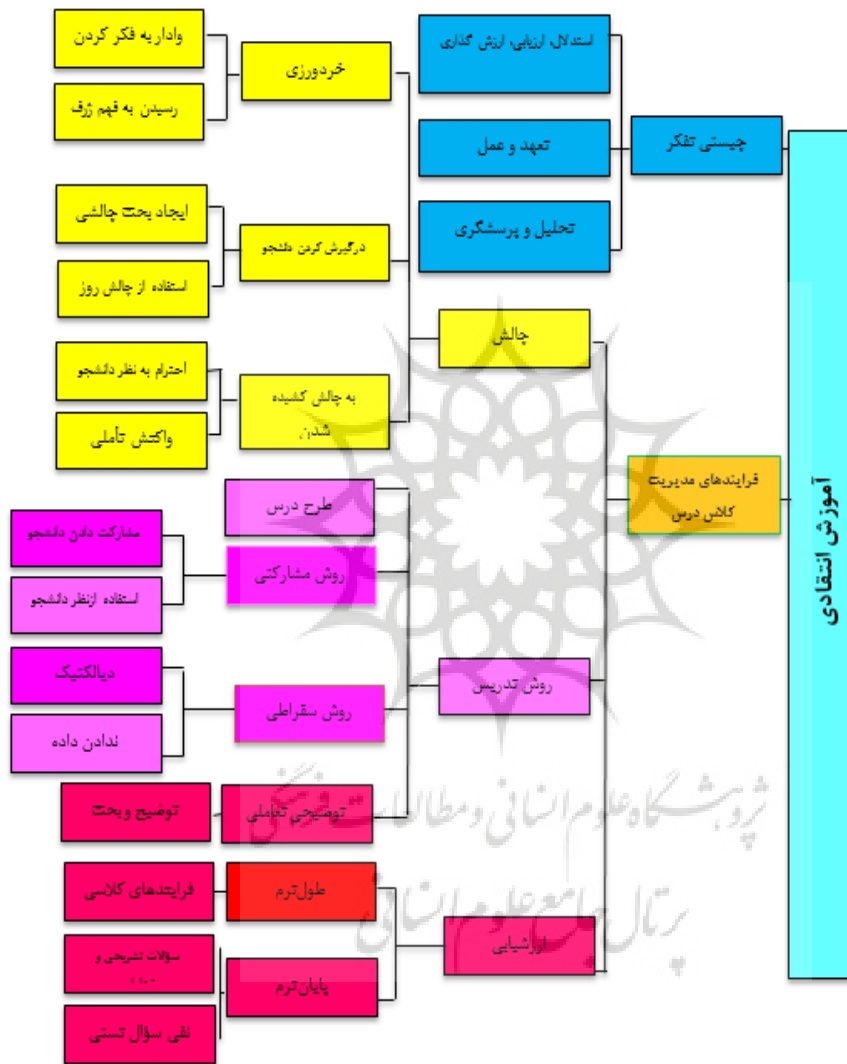 آموزش انتقادی
چیستی تفکر
استدلال، ارزیابی، ارزش گذاری
تعهد و عمل
تحلیل و پرسشگری
فرایندهای مدیریت
کلاس درس
چالش
خردورزی
وادار به فکر کردن
رسیدن به فهم ژرف
درگیرش کردن دانشجو
ایجاد بحث چالشی
استفاده از چالش روز
به چالش کشیده
شدن
احترام به نظر دانشجو
واکنش تأملی
روش تدریس
طرح درس
روش مشارکتی
مشارکت دادن دانشجو
استفاده ازنظر دانشجو
روش سقراطی
دیالکتیک
ندادن داده
توضیحی تعاملی
توضیح و بحث
ارزشیابی
طول‌ترم
فرایندهای کلاسی
پایان‌ترم
سؤالات تشریحی و
نفی سؤال تستی
پژوهشگاه علوم انسانی و مطالعات فرهنگی
پرتال جامع علوم انسانی